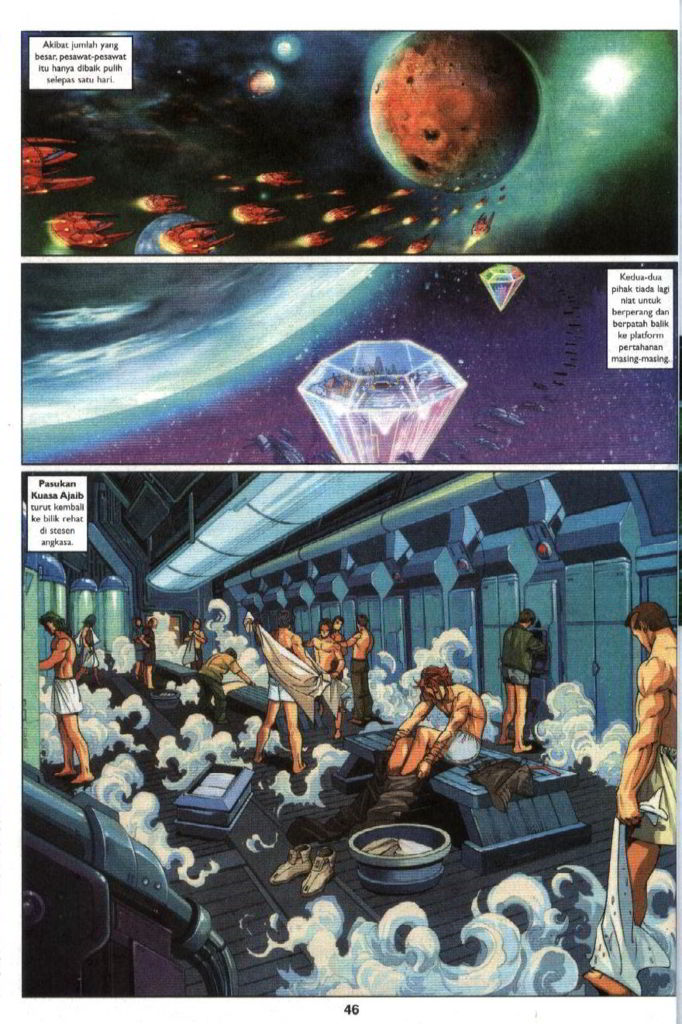 Akibat jumlah yang
besar, pesawat-pesawat
itu hanya dibaik pulih
selepas satu hari.
Kedua-dua
pihak tiada lagi
niat untuk
berperang dan
berpatah balik
ke platform
pertahanan
masing-masing.
Pasukan
Kuasa Ajaib
turut kembali
ke bilik rehat
di stesen
angkasa.
46